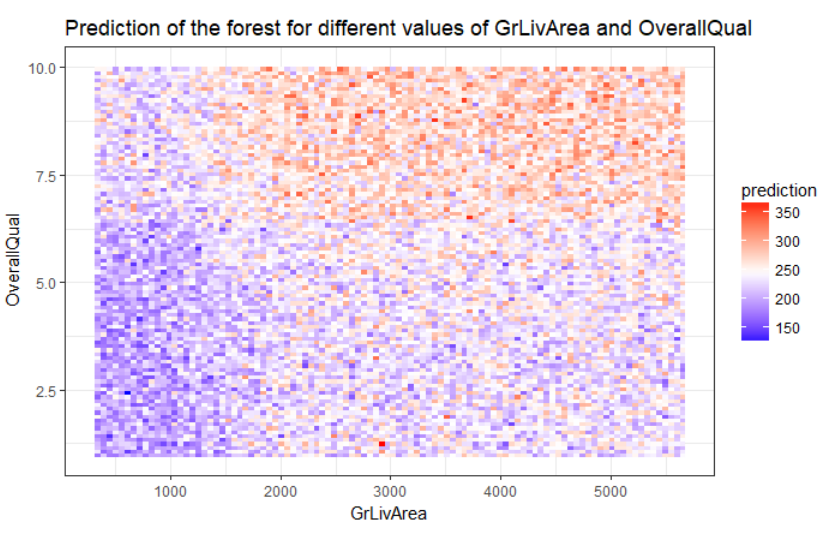 Prediction of the forest for different values of GrLivArea and OverallQual
10.0
7.5
5.0
2.5
OverallQual
1000 2000 3000 4000 5000
GrLivArea
prediction
350
300
250
200
150